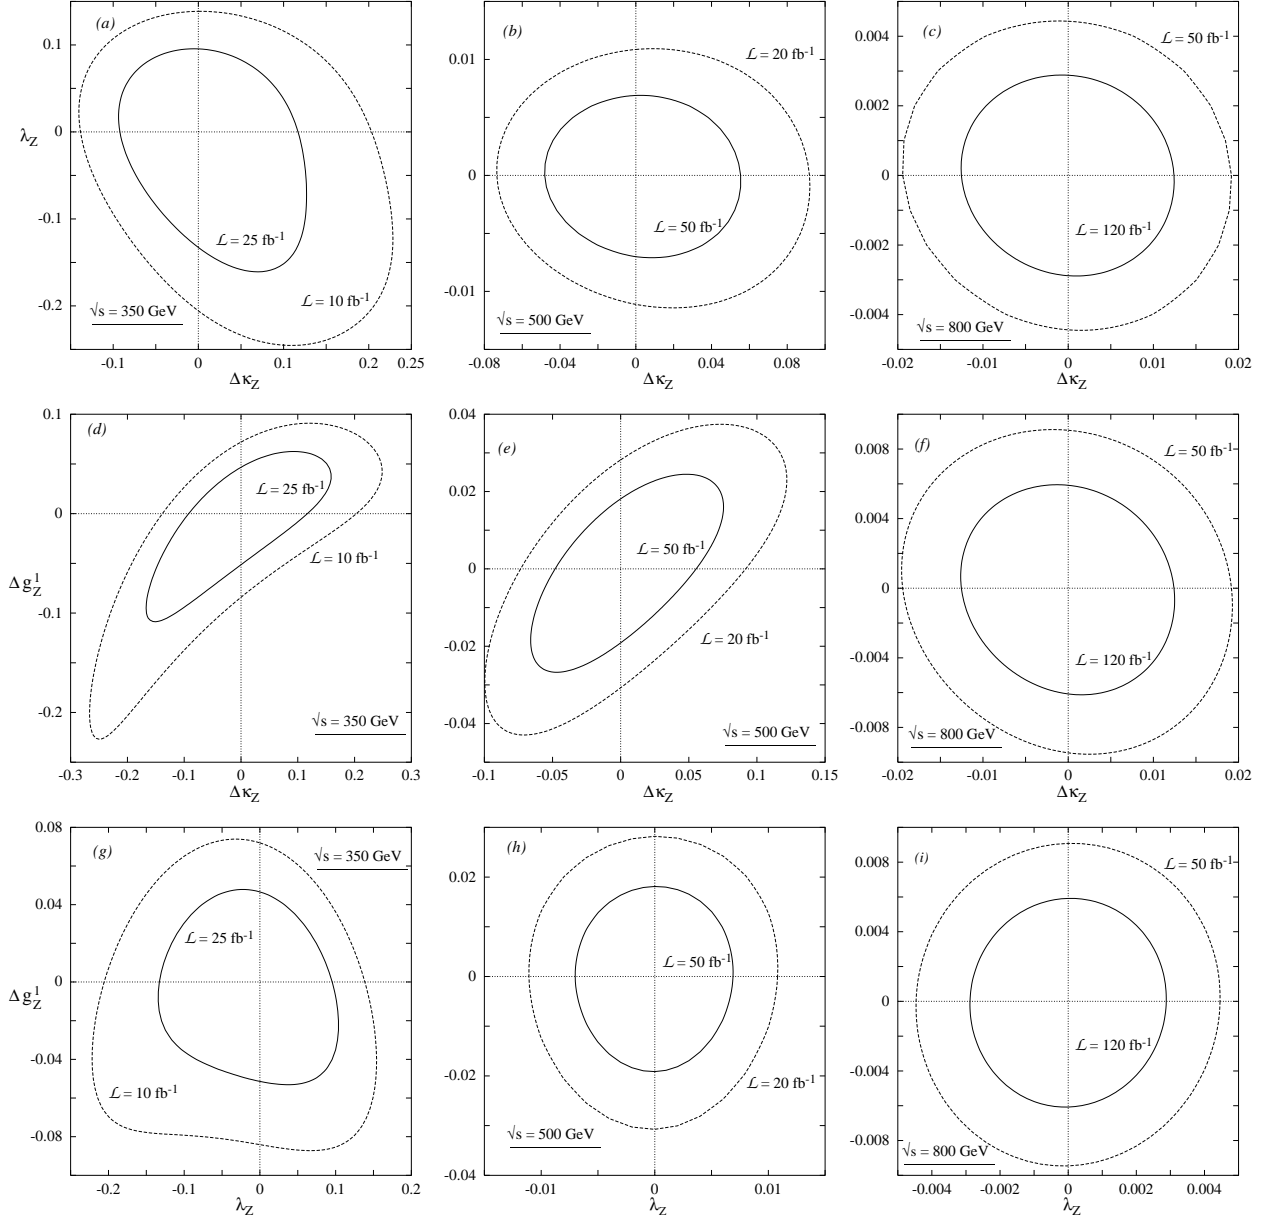 (a)
0.1
0
-0.1
-0.2
λZ
ℒ = 25 fb-1
ℒ = 10 fb-1
√s = 350 GeV
-0.1 0 0.1 0.25
ΔκZ
(b)
0.01
0
-0.01
ℒ = 20 fb-1
ℒ = 50 fb-1
√s = 500 GeV
-0.08 -0.04 0 0.04 0.08
ΔκZ
(c)
0.004
0.002
0
-0.002
-0.004
ℒ = 50 fb-1
ℒ = 120 fb-1
√s = 800 GeV
-0.02 -0.01 0 0.01 0.02
ΔκZ
(d)
0.1
0
-0.1
-0.2
Δg1Z
ℒ = 25 fb-1
ℒ = 10 fb-1
√s = 350 GeV
-0.3 -0.2 -0.1 0 0.1 0.2 0.3
ΔκZ
(e)
0.04
0.02
0
-0.02
-0.04
ℒ = 50 fb-1
ℒ = 20 fb-1
√s = 500 GeV
-0.1 -0.05 0 0.05 0.1 0.15
ΔκZ
(f)
0.008
0.004
0
-0.004
-0.008
ℒ = 50 fb-1
ℒ = 120 fb-1
√s = 800 GeV
-0.02 -0.01 0 0.01 0.02
ΔκZ
(g)
0.08
0.04
0
-0.04
-0.08
Δg1Z
√s = 350 GeV
ℒ = 25 fb-1
ℒ = 10 fb-1
-0.2 -0.1 0 0.1 0.2
λZ
(h)
0.02
0
-0.02
-0.04
ℒ = 50 fb-1
ℒ = 20 fb-1
√s = 500 GeV
-0.01 0 0.01
λZ
(i)
0.008
0.004
0
-0.004
-0.008
ℒ = 50 fb-1
ℒ = 120 fb-1
√s = 800 GeV
-0.004 -0.002 0 0.002 0.004
λZ